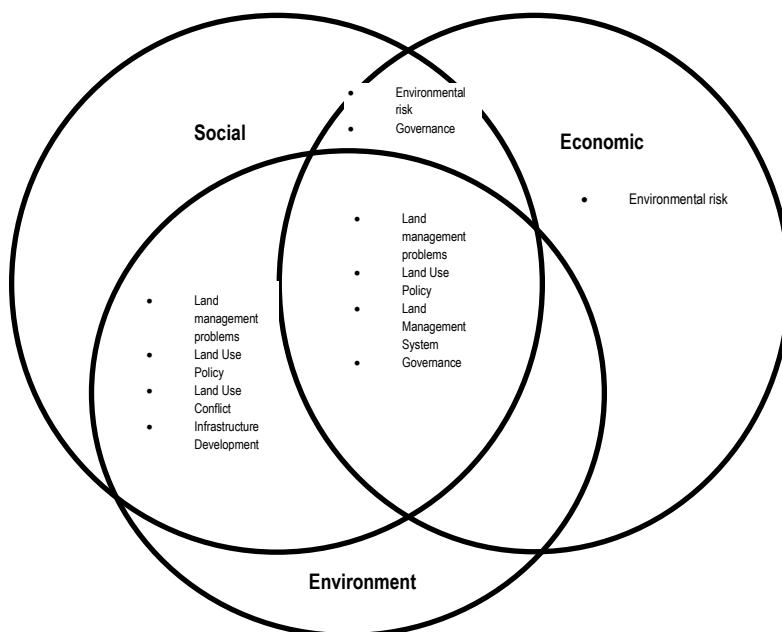 Social
• Environmental
risk
• Governance
Economic
• Environmental risk
• Land
management
problems
• Land Use
Policy
• Land
Management
System
• Governance
• Land
management
problems
• Land Use
Policy
• Land Use
Conflict
• Infrastructure
Development
Environment